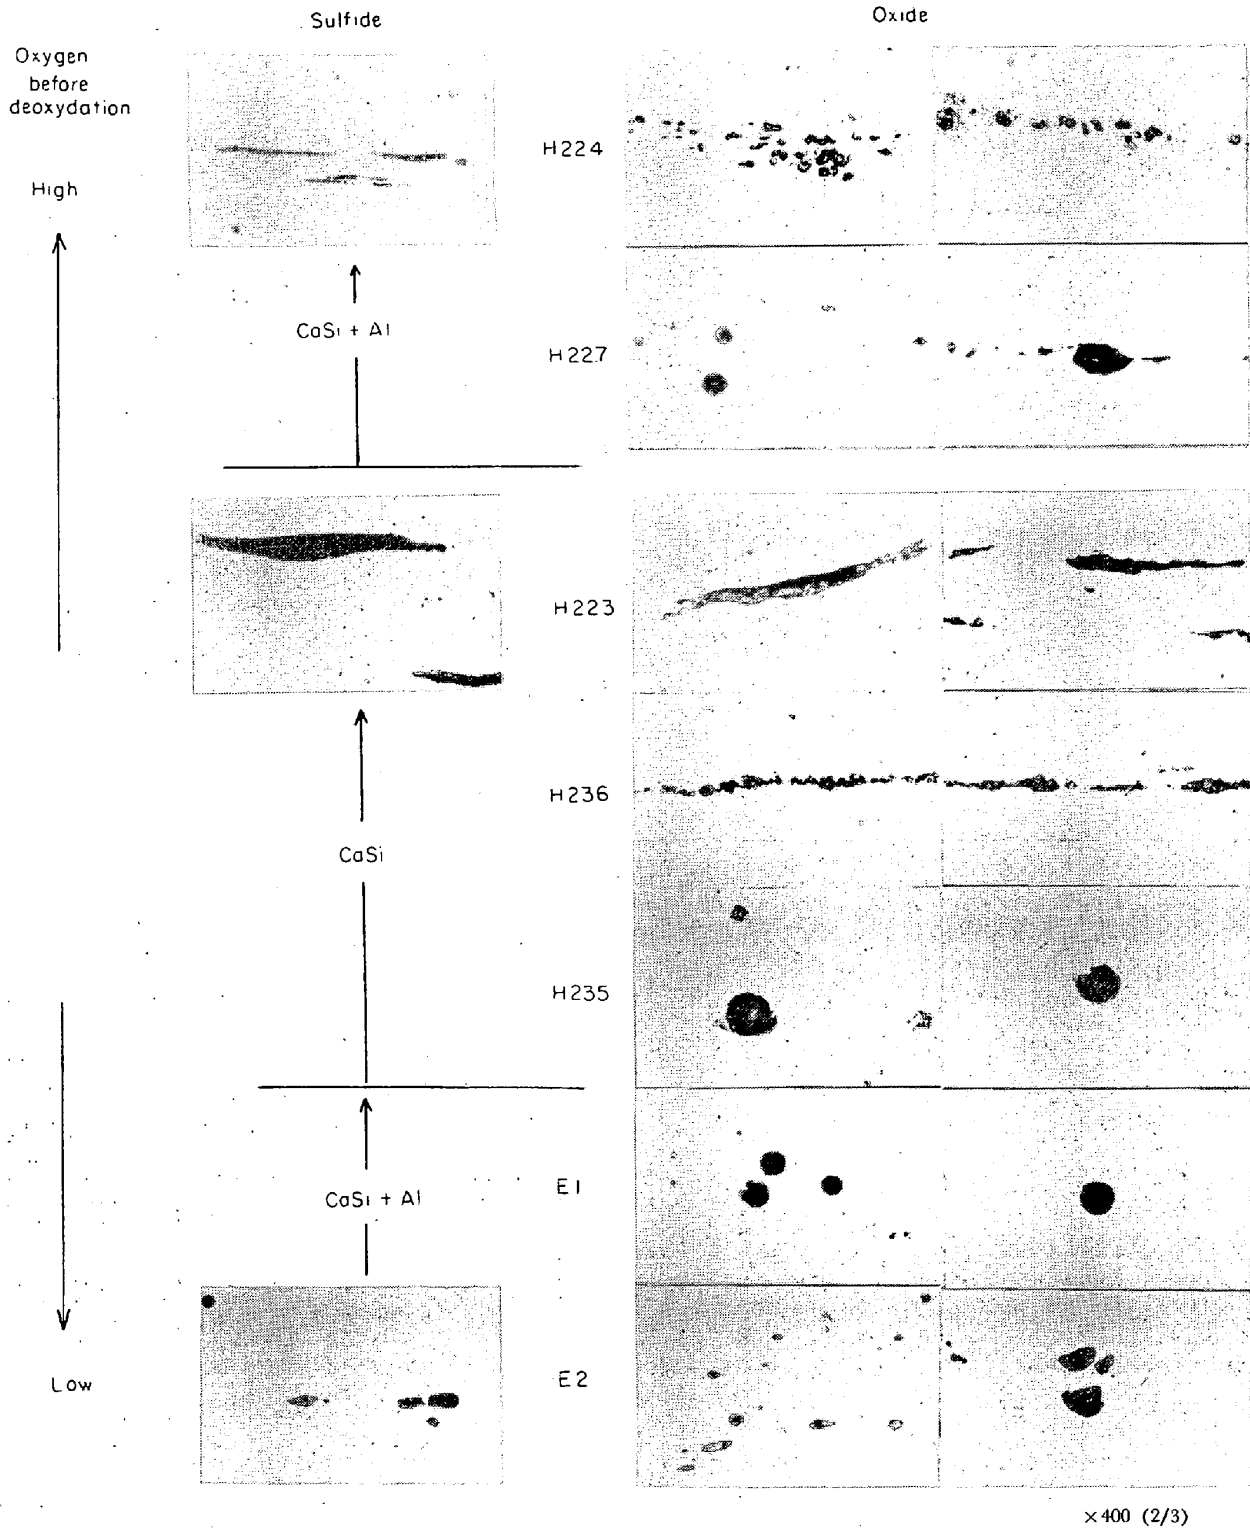 Sulfide
Oxide
Oxygen
before
deoxydation
High
H224
CaSi + Al
H227
H223
H236
CaSi
H235
E1
CaSi + Al
E2
Low
×400 (2/3)